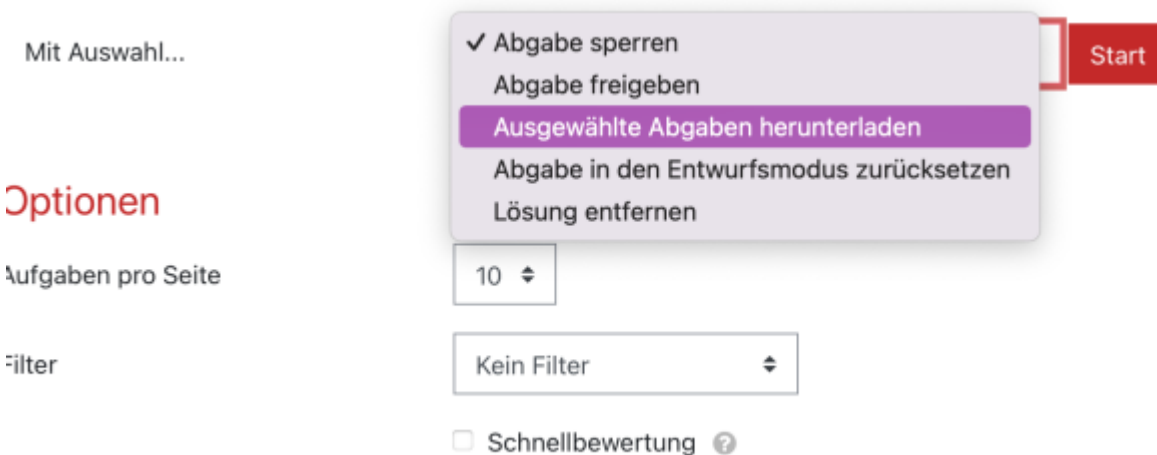 Mit Auswahl...
✓ Abgabe sperren
Abgabe freigeben
Ausgewählte Abgaben herunterladen
Abgabe in den Entwurfsmodus zurücksetzen
Lösung entfernen
Start
Optionen
Aufgaben pro Seite
10
Filter
Kein Filter
Schnellbewertung